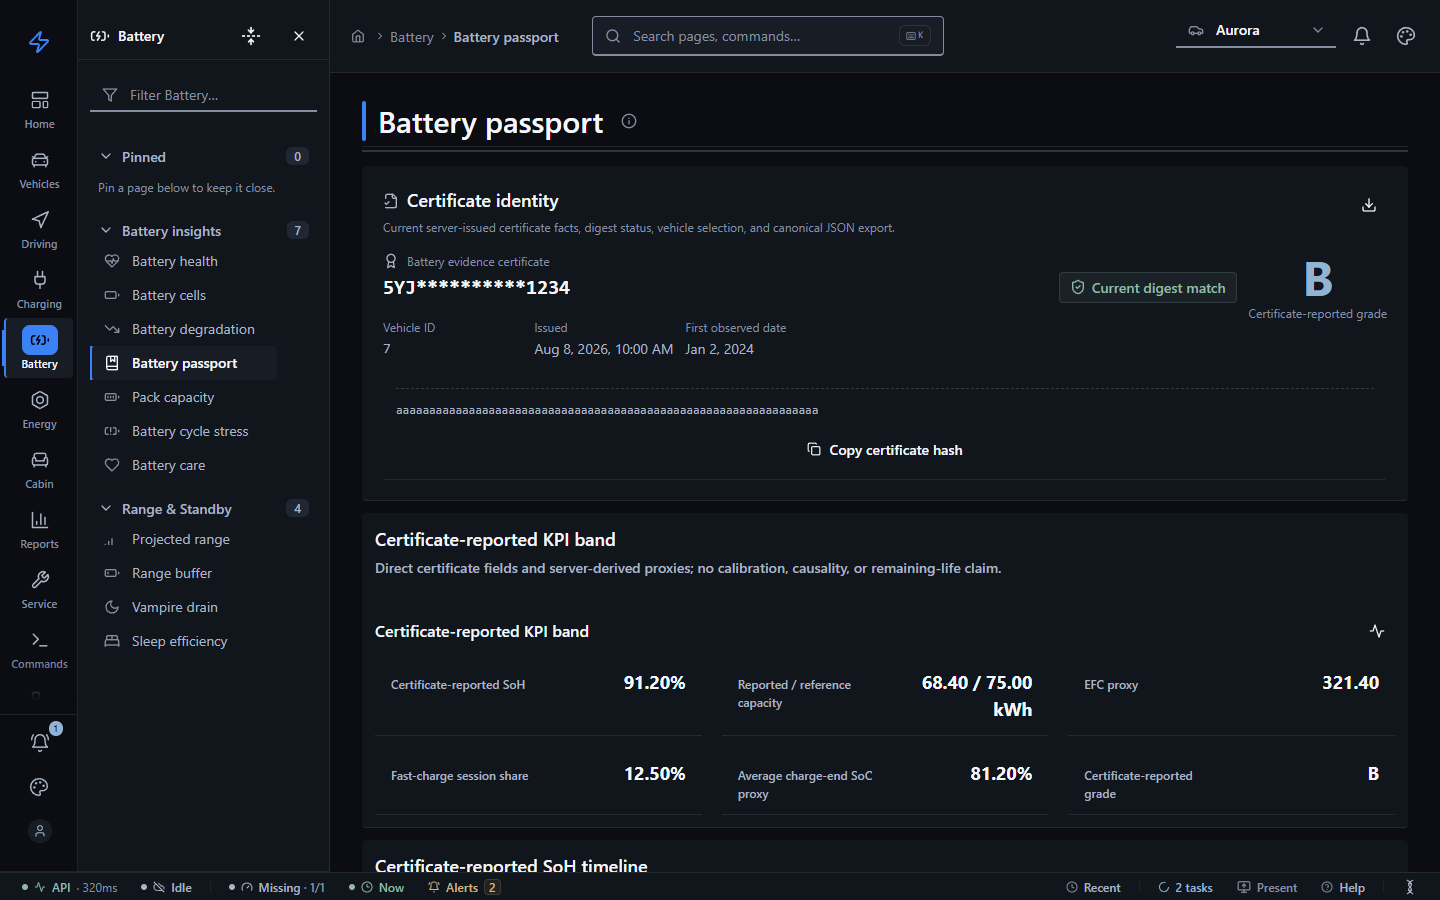 Battery
Filter Battery...
Pinned 0
Pin a page below to keep it close.
Battery insights 7
Battery health
Battery cells
Battery degradation
Battery passport
Pack capacity
Battery cycle stress
Battery care
Range & Standby 4
Projected range
Range buffer
Vampire drain
Sleep efficiency
Home
Vehicles
Driving
Charging
Battery
Energy
Cabin
Reports
Service
Commands
1
Battery
Battery passport
Search pages, commands...
K
Aurora
Battery passport
Certificate identity
Current server-issued certificate facts, digest status, vehicle selection, and canonical JSON export.
Battery evidence certificate
5YJ**********1234
Current digest match
B
Certificate-reported grade
Vehicle ID
7
Issued
Aug 8, 2026, 10:00 AM
First observed date
Jan 2, 2024
aaaaaaaaaaaaaaaaaaaaaaaaaaaaaaaaaaaaaaaaaaaaaaaaaaaaaaaaaaaaaaaa
Copy certificate hash
Certificate-reported KPI band
Direct certificate fields and server-derived proxies; no calibration, causality, or remaining-life claim.
Certificate-reported KPI band
Certificate-reported SoH
91.20%
Reported / reference
capacity
68.40 / 75.00
kWh
EFC proxy
321.40
Fast-charge session share
12.50%
Average charge-end SoC
proxy
81.20%
Certificate-reported
grade
B
Certificate-reported SoH timeline
API · 320ms
Idle
Missing · 1/1
Now
Alerts 2
Recent
2 tasks
Present
Help